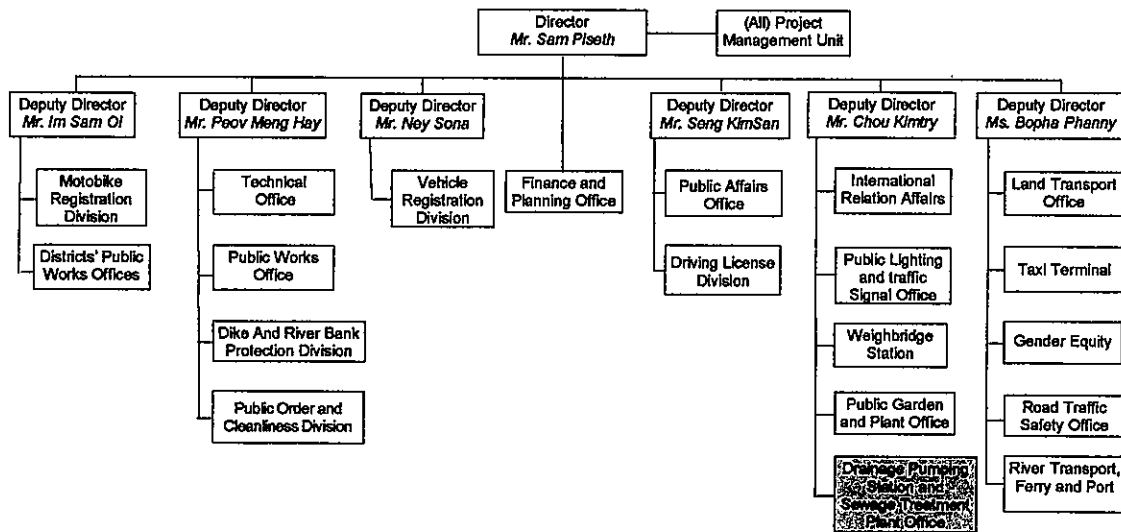 Director
Mr. Sam Piseth
(All) Project
Management Unit
Deputy Director
Mr. Im Sam Ol
Motobike
Registration
Division
Districts' Public
Works Offices
Deputy Director
Mr. Peov Meng Hay
Technical
Office
Public Works
Office
Dike And River Bank
Protection Division
Public Order and
Cleanliness Division
Deputy Director
Mr. Ney Sona
Vehicle
Registration
Division
Finance and
Planning Office
Deputy Director
Mr. Seng KimSan
Public Affairs
Office
Driving License
Division
Deputy Director
Mr. Chou Kimtry
International
Relation Affairs
Public Lighting
and traffic
Signal Office
Weighbridge
Station
Public Garden
and Plant Office
Drainage Pumping
Station and
Sewage Treatment
Plant Office
Deputy Director
Ms. Bopha Phanny
Land Transport
Office
Taxi Terminal
Gender Equity
Road Traffic
Safety Office
River Transport,
Ferry and Port